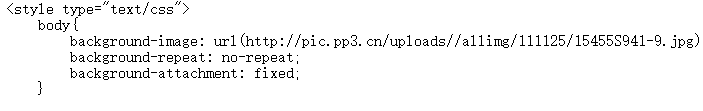 <style type="text/css">
body{
background-image: url(http://pic.pp3.cn/uploads//allimg/111125/15455S941-9.jpg)
background-repeat: no-repeat;
background-attachment: fixed;
}